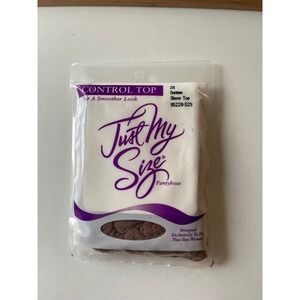 CONTROL TOP
For A Smoother Look
2X
Suntan
Sheer Toe
Just My
Size®
Pantyhose
Designed
Exclusively To Fit
Plus-Size Women